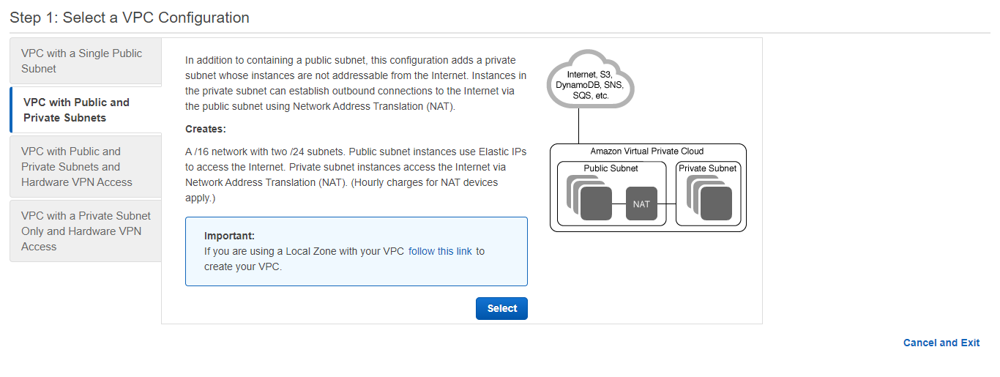 Step 1: Select a VPC Configuration
VPC with a Single Public
Subnet
VPC with Public and
Private Subnets
VPC with Public and
Private Subnets and
Hardware VPN Access
VPC with a Private Subnet
Only and Hardware VPN
Access
In addition to containing a public subnet, this configuration adds a private
subnet whose instances are not addressable from the Internet. Instances in
the private subnet can establish outbound connections to the Internet via
the public subnet using Network Address Translation (NAT).
Creates:
A /16 network with two /24 subnets. Public subnet instances use Elastic IPs
to access the Internet. Private subnet instances access the Internet via
Network Address Translation (NAT). (Hourly charges for NAT devices
apply.)
Important:
If you are using a Local Zone with your VPC follow this link to
create your VPC.
Select
Internet, S3,
DynamoDB, SNS,
SQS, etc.
Amazon Virtual Private Cloud
Public Subnet
Private Subnet
NAT
Cancel and Exit